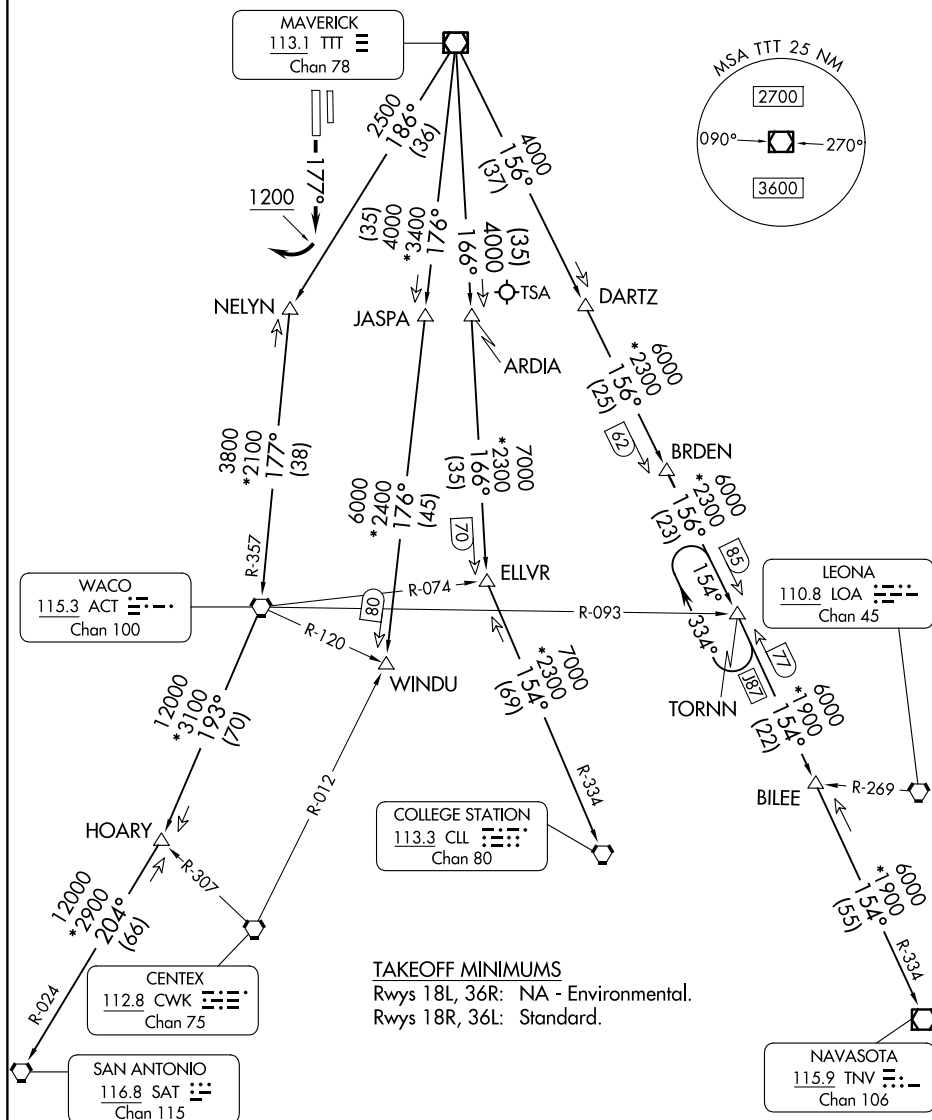 MAVERICK
113.1 TTT
Chan 78
MSA TTT 25 NM
2700
090°
270°
3600
177°
1200
2500
186°
(36)
(35)
4000
*3400
176°
(35)
4000
166°
4000
156°
(37)
TSA
NELYN
JASPA
ARDIA
DARTZ
3800
*2100
177°
(38)
R-357
6000
*2400
176°
(45)
80
7000
*2300
166°
(35)
70
6000
*2300
156°
(25)
62
BRDEN
6000
*2300
156°
(23)
85
154°
334°
WACO
115.3 ACT
Chan 100
R-074
R-093
R-120
ELLVR
WINDU
TORNN
J87
77
LEONA
110.8 LOA
Chan 45
12000
*3100
193°
(70)
R-012
7000
*2300
154°
(69)
R-334
6000
*1900
154°
(22)
BILEE
R-269
HOARY
R-307
COLLEGE STATION
113.3 CLL
Chan 80
12000
*2900
204°
(66)
R-024
6000
*1900
154°
(55)
R-334
CENTEX
112.8 CWK
Chan 75
TAKEOFF MINIMUMS
Rwys 18L, 36R: NA - Environmental.
Rwys 18R, 36L: Standard.
SAN ANTONIO
116.8 SAT
Chan 115
NAVASOTA
115.9 TNV
Chan 106